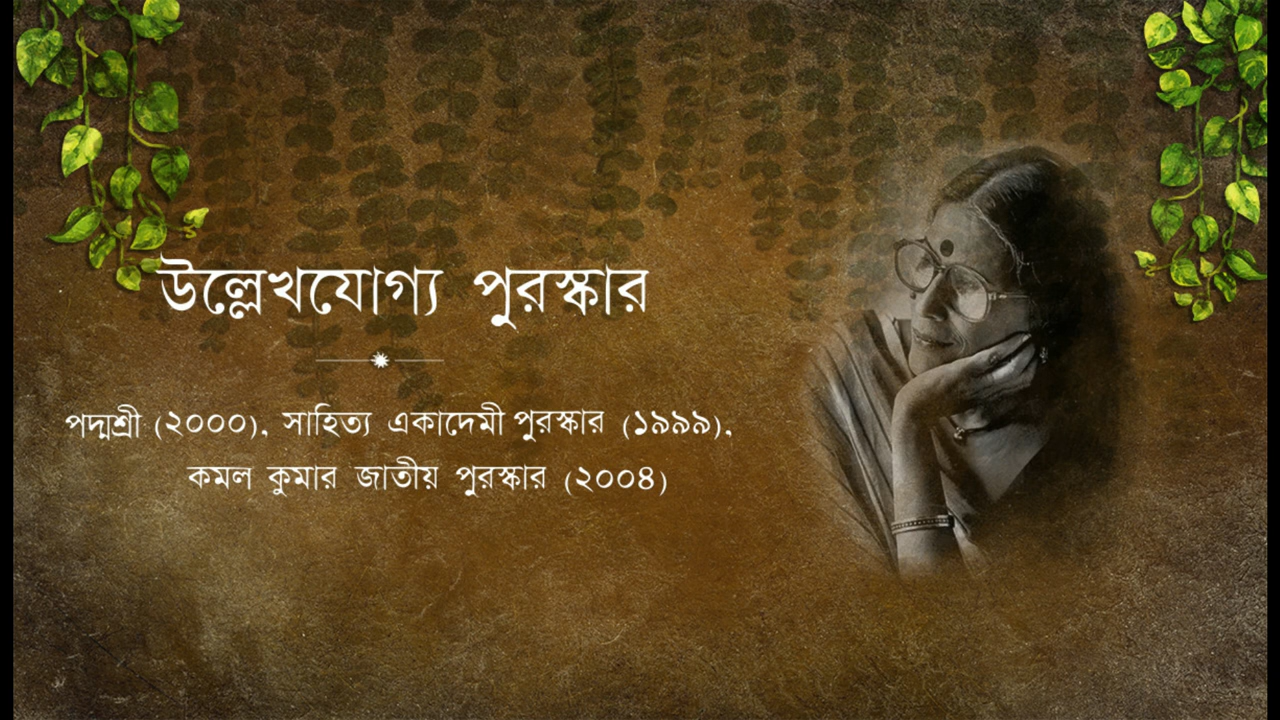 উল্লেখযোগ্য পুরস্কার
পদ্মশ্রী (২০০০), সাহিত্য একাদেমী পুরস্কার (১৯৯৯),
কমল কুমার জাতীয় পুরস্কার (২০০৪)